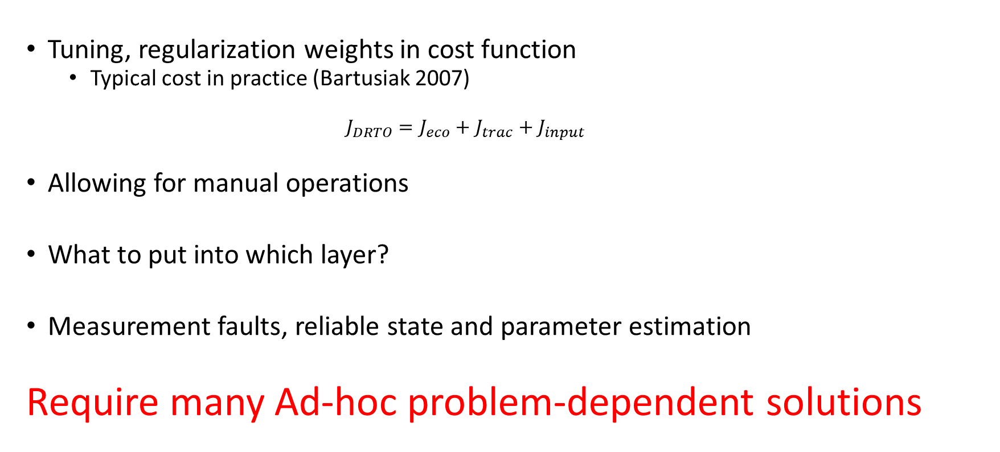 • Tuning, regularization weights in cost function
• Typical cost in practice (Bartusiak 2007)
J_{DRTO} = J_{eco} + J_{trac} + J_{input}
• Allowing for manual operations
• What to put into which layer?
• Measurement faults, reliable state and parameter estimation
Require many Ad-hoc problem-dependent solutions